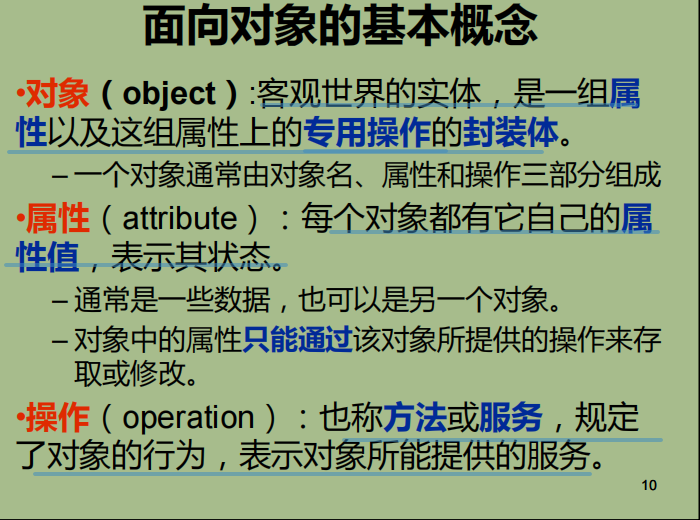 面向对象的基本概念
•对象（object）:客观世界的实体，是一组属
性以及这组属性上的专用操作的封装体。
– 一个对象通常由对象名、属性和操作三部分组成
•属性（attribute）：每个对象都有它自己的属
性值，表示其状态。
– 通常是一些数据，也可以是另一个对象。
– 对象中的属性只能通过该对象所提供的操作来存
取或修改。
•操作（operation）：也称方法或服务，规定
了对象的行为，表示对象所能提供的服务。
10